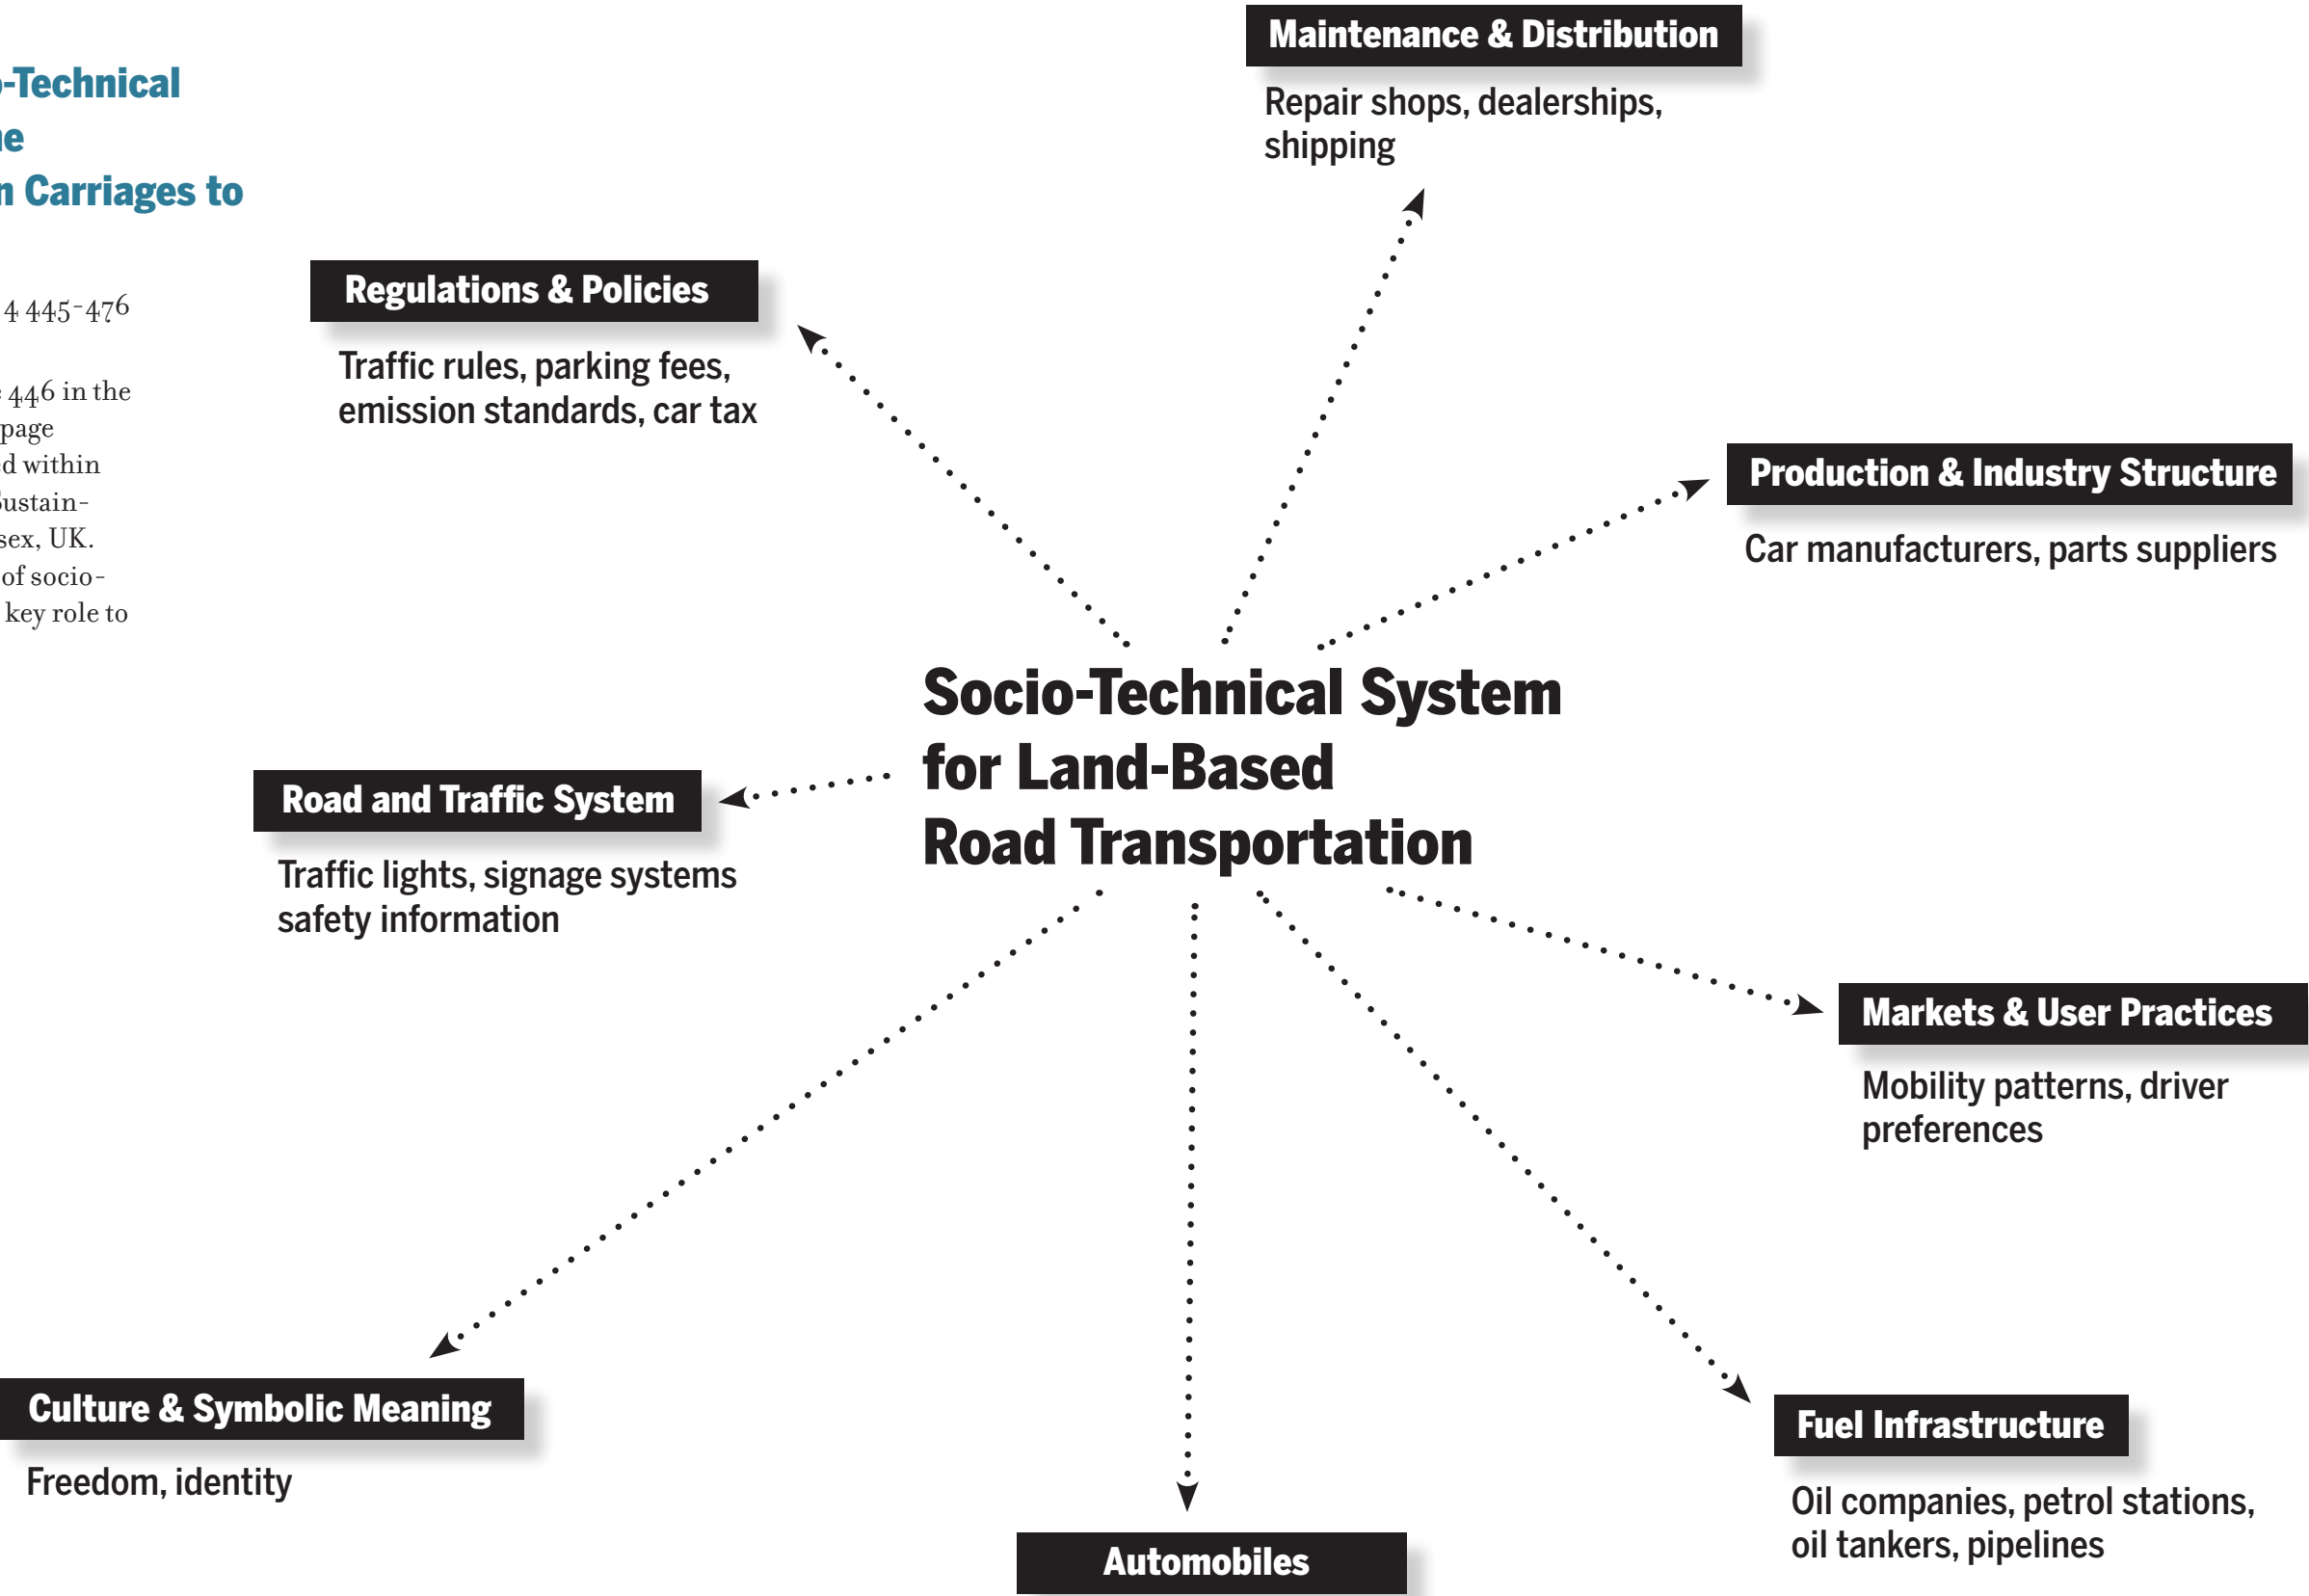 -Technical
n Carriages to
4 445-476
446 in the
page
within
sex, UK.
of socio-
key role to
Maintenance & Distribution
Repair shops, dealerships,
shipping
Regulations & Policies
Traffic rules, parking fees,
emission standards, car tax
Production & Industry Structure
Car manufacturers, parts suppliers
Socio-Technical System
for Land-Based
Road Transportation
Road and Traffic System
Traffic lights, signage systems
safety information
Markets & User Practices
Mobility patterns, driver
preferences
Culture & Symbolic Meaning
Freedom, identity
Fuel Infrastructure
Oil companies, petrol stations,
oil tankers, pipelines
Automobiles